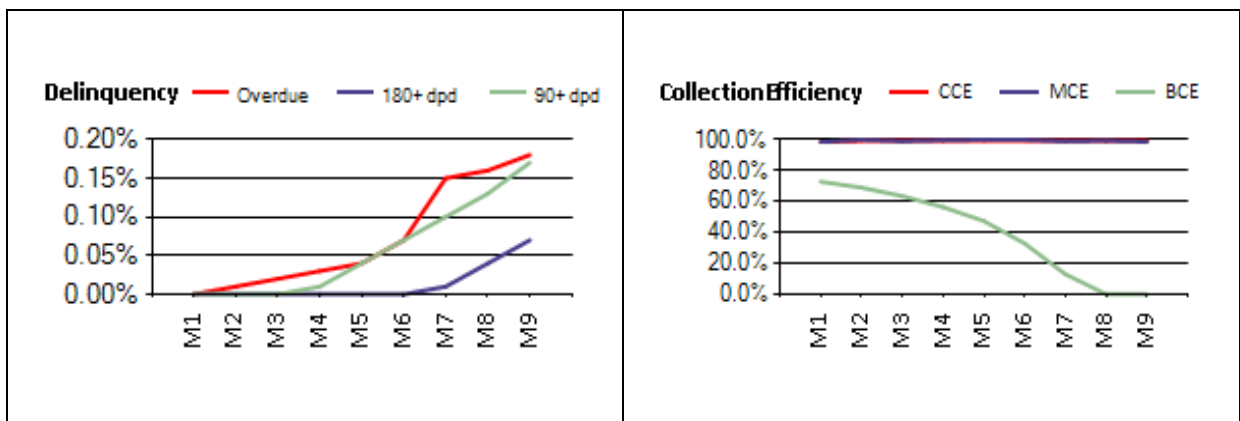 Delinquency Overdue 180+ dpd 90+ dpd
0.20%
0.15%
0.10%
0.05%
0.00%
M1 M2 M3 M4 M5 M6 M7 M8 M9
Collection Efficiency CCE MCE BCE
100.0%
80.0%
60.0%
40.0%
20.0%
0.0%
M1 M2 M3 M4 M5 M6 M7 M8 M9